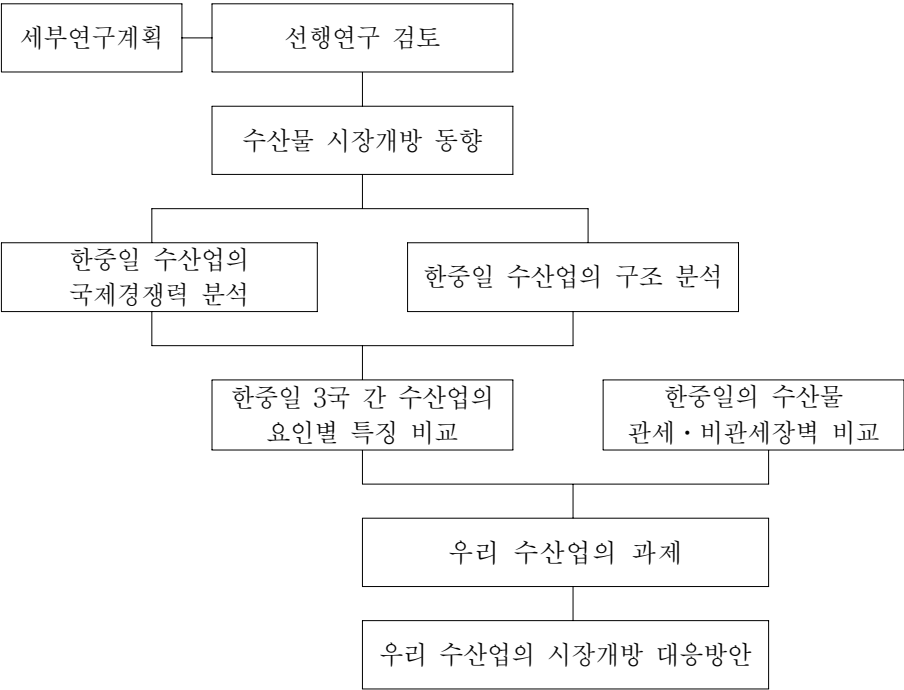 세부연구계획
선행연구 검토
수산물 시장개방 동향
한중일 수산업의
국제경쟁력 분석
한중일 수산업의 구조 분석
한중일 3국 간 수산업의
요인별 특징 비교
한중일의 수산물
관세·비관세장벽 비교
우리 수산업의 과제
우리 수산업의 시장개방 대응방안